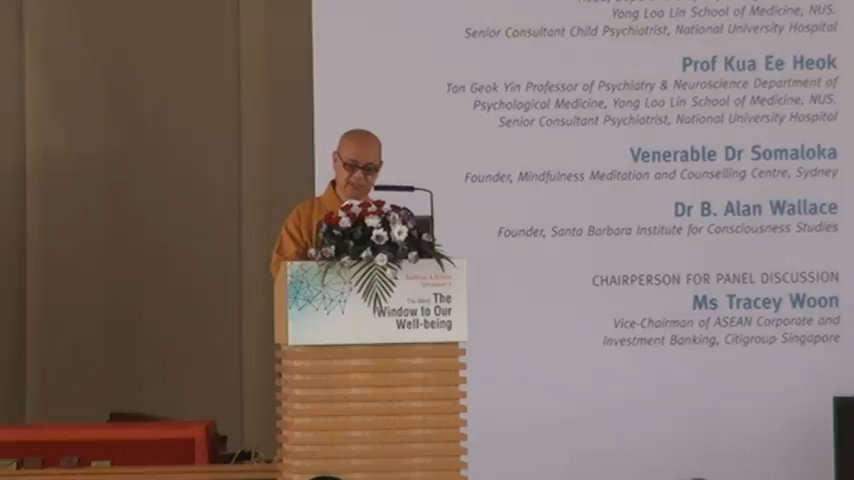 Yong Loo Lin School of Medicine, NUS.
Senior Consultant Child Psychiatrist, National University Hospital
Prof Kua Ee Heok
Tan Geok Yin Professor of Psychiatry & Neuroscience Department of
Psychological Medicine, Yong Loo Lin School of Medicine, NUS.
Senior Consultant Psychiatrist, National University Hospital
Venerable Dr Somaloka
Founder, Mindfulness Meditation and Counselling Centre, Sydney
Dr B. Alan Wallace
Founder, Santa Barbara Institute for Consciousness Studies
CHAIRPERSON FOR PANEL DISCUSSION
Ms Tracey Woon
Vice-Chairman of ASEAN Corporate and
Investment Banking, Citigroup Singapore
The Mind: The
Window to Our
Well-being